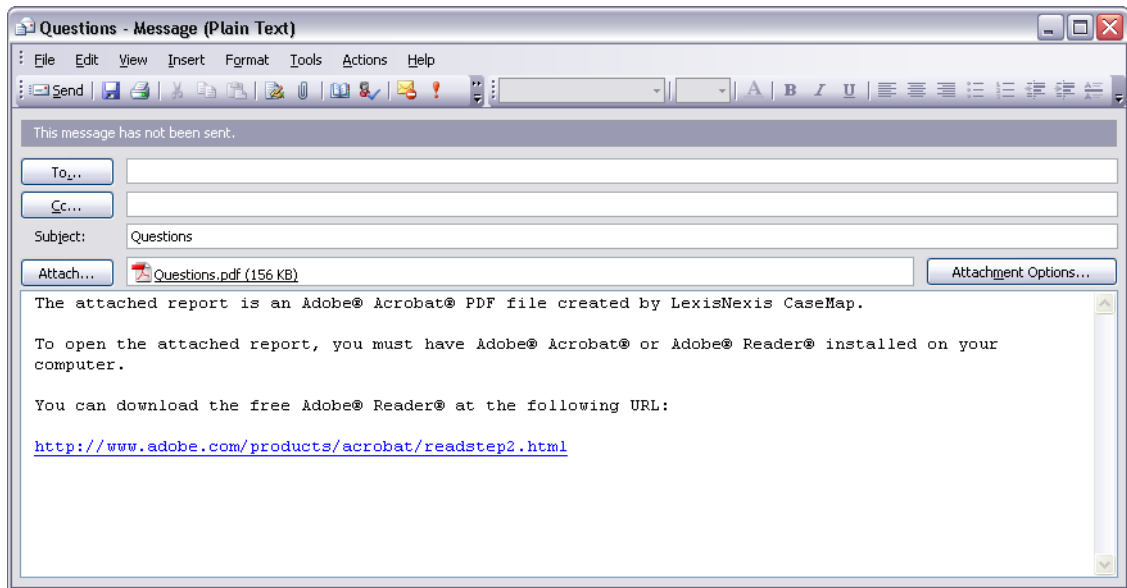 Questions - Message (Plain Text)
File Edit View Insert Format Tools Actions Help
Send A B I U
This message has not been sent.
To...
Cc...
Subject: Questions
Attach... Questions.pdf (156 KB) Attachment Options...
The attached report is an Adobe® Acrobat® PDF file created by LexisNexis CaseMap.
To open the attached report, you must have Adobe® Acrobat® or Adobe® Reader® installed on your
computer.
You can download the free Adobe® Reader® at the following URL:
http://www.adobe.com/products/acrobat/readstep2.html